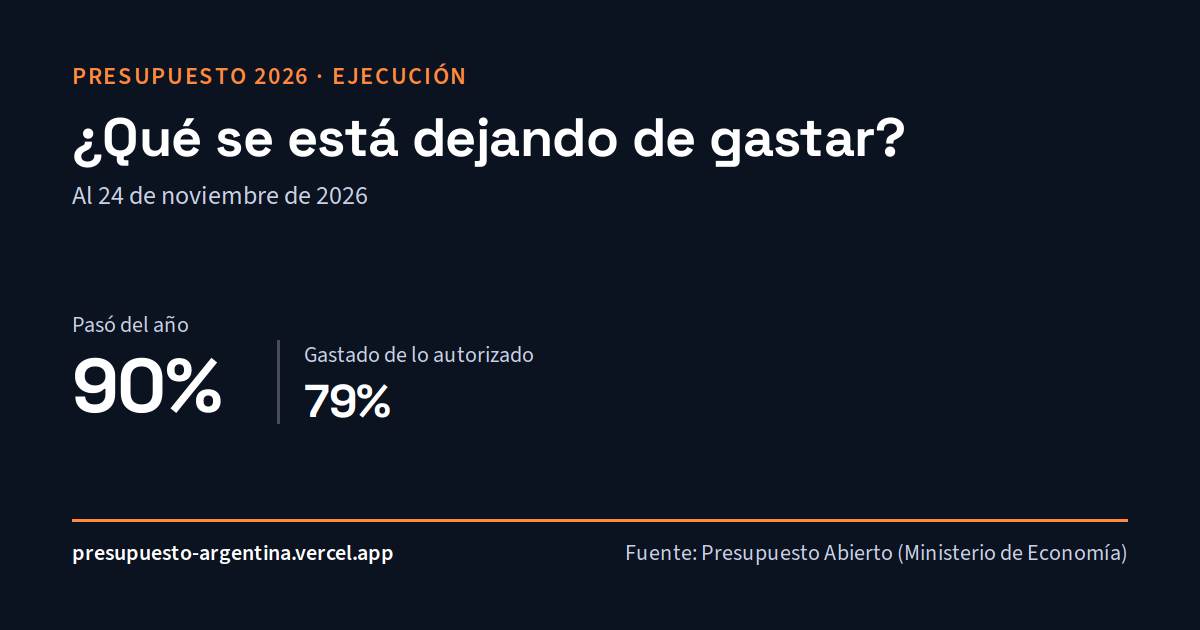 PRESUPUESTO 2026 · EJECUCIÓN
¿Qué se está dejando de gastar?
Al 24 de noviembre de 2026
Pasó del año
90%
Gastado de lo autorizado
79%
presupuesto-argentina.vercel.app
Fuente: Presupuesto Abierto (Ministerio de Economía)